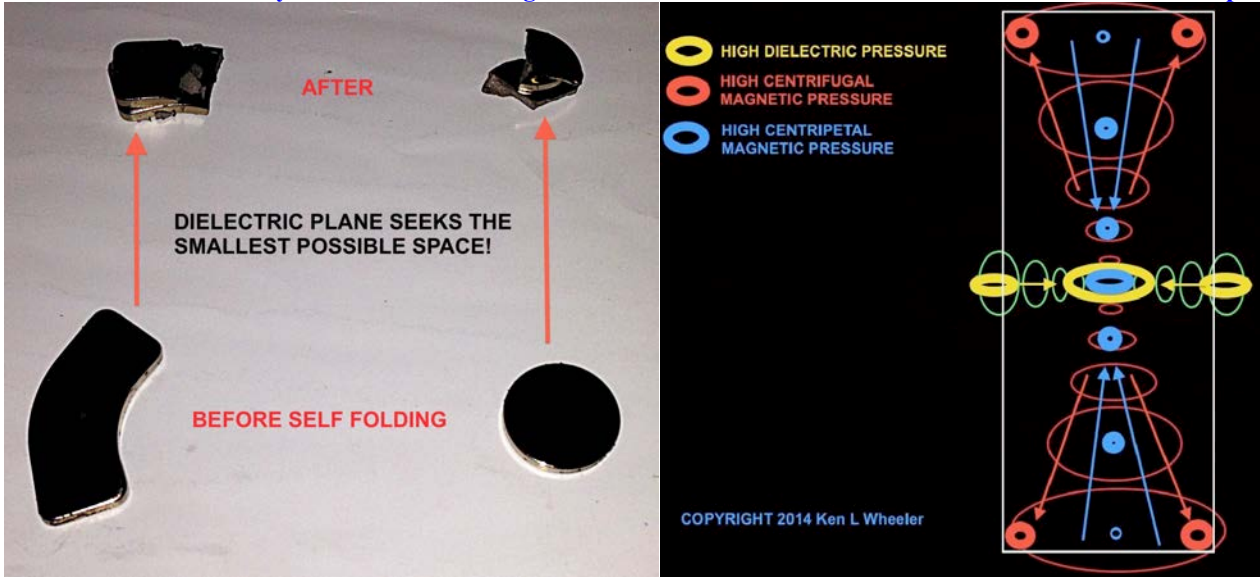 AFTER
DIELECTRIC PLANE SEEKS THE
SMALLEST POSSIBLE SPACE!
BEFORE SELF FOLDING
HIGH DIELECTRIC PRESSURE
HIGH CENTRIFUGAL
MAGNETIC PRESSURE
HIGH CENTRIPETAL
MAGNETIC PRESSURE
COPYRIGHT 2014 Ken L Wheeler